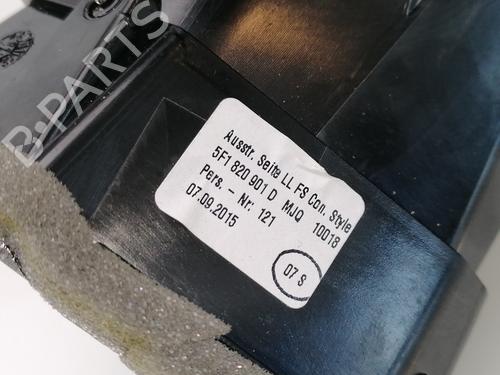 B-PARTS
Ausstr. Seite LL FS Con. Style
5F1 820 901 D MJQ 10018
Pers. - Nr. 121
07.09.2015
07 S